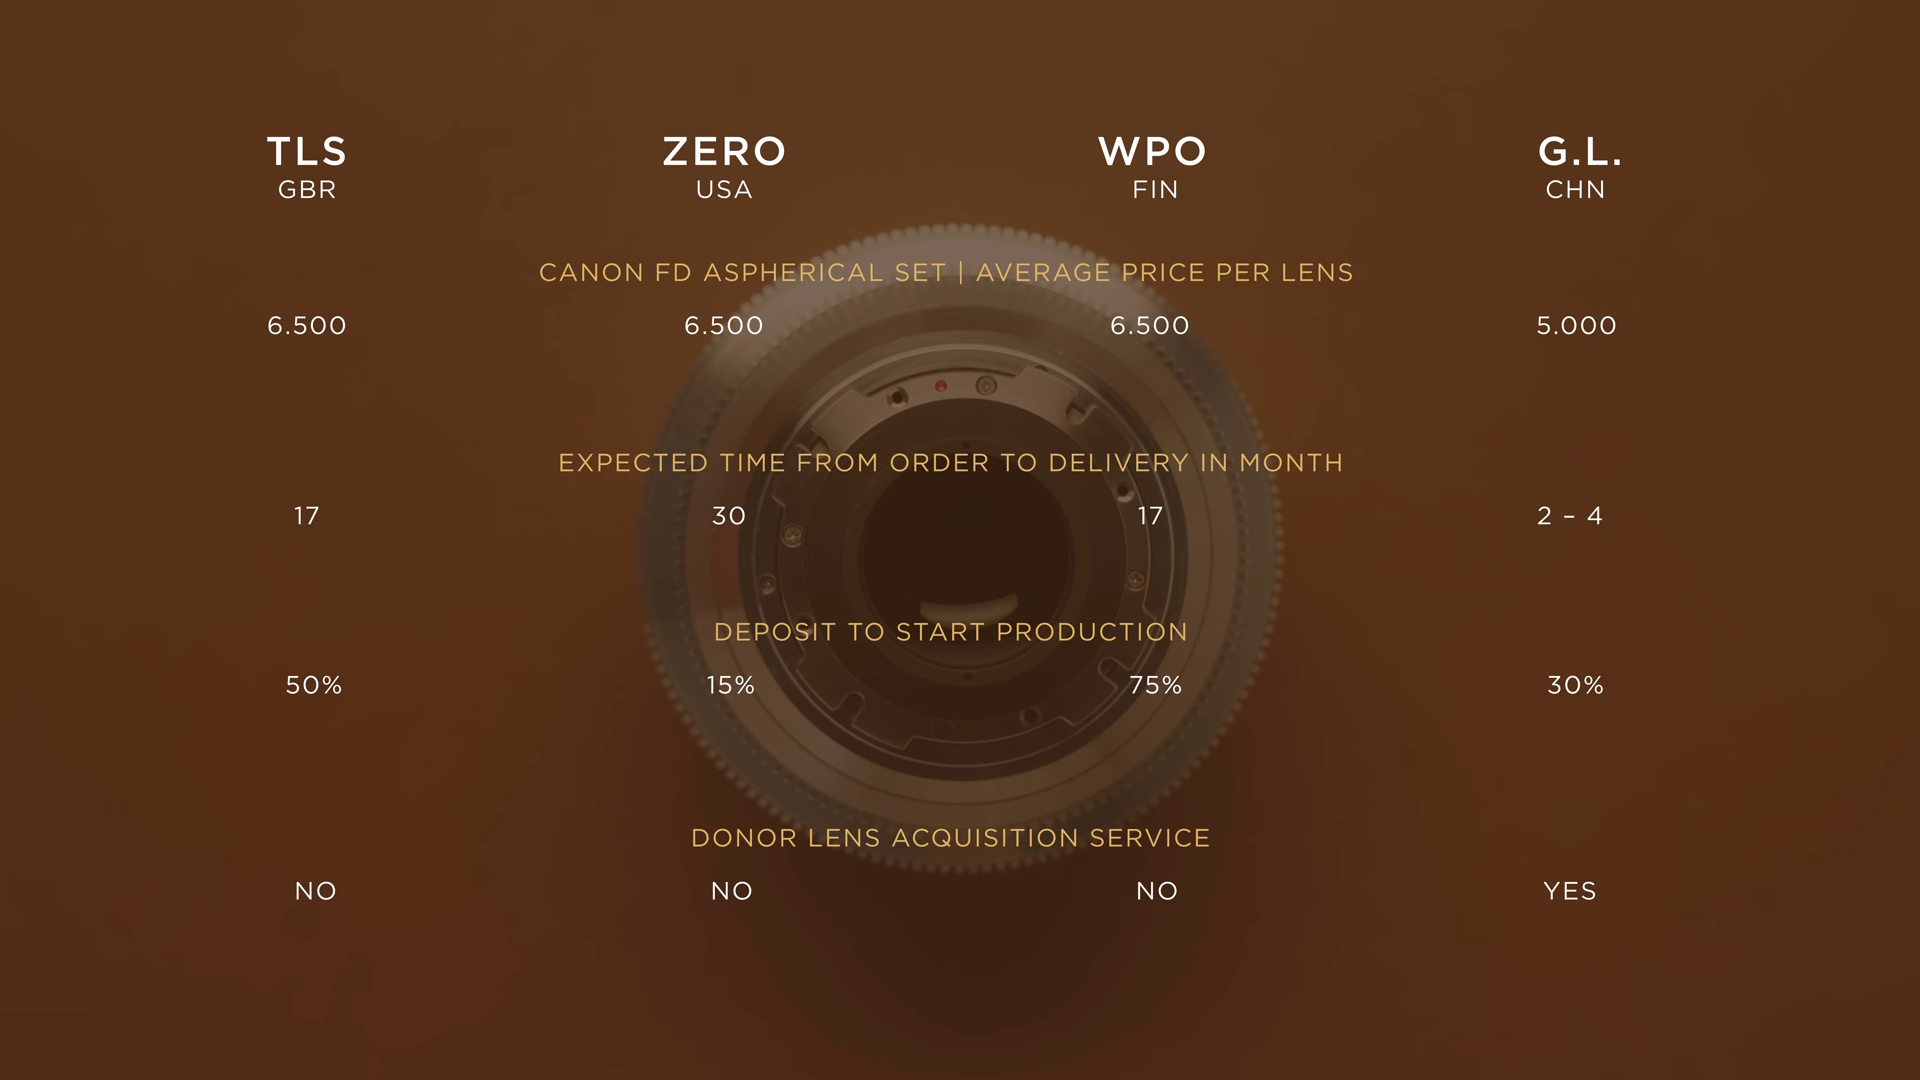 TLS ZERO WPO G.L.
GBR USA FIN CHN
CANON FD ASPHERICAL SET | AVERAGE PRICE PER LENS
6.500 6.500 6.500 5.000
EXPECTED TIME FROM ORDER TO DELIVERY IN MONTH
17 30 17 2 – 4
DEPOSIT TO START PRODUCTION
50% 15% 75% 30%
DONOR LENS ACQUISITION SERVICE
NO NO NO YES